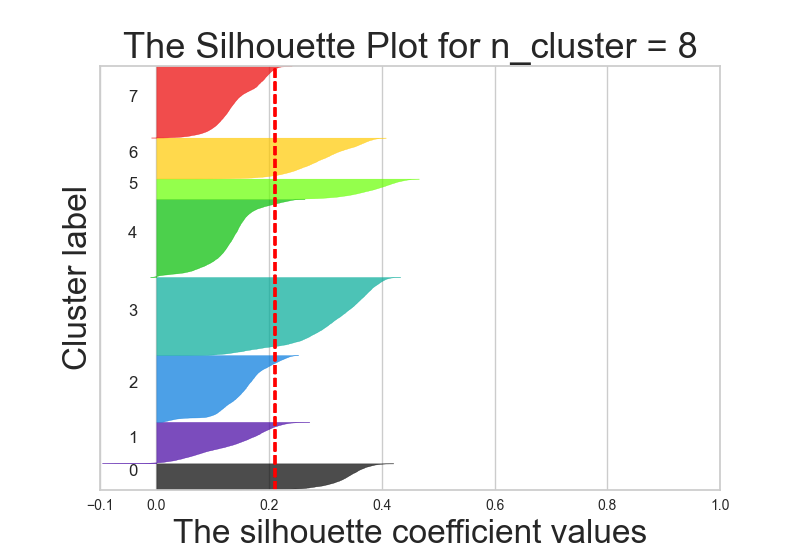 The Silhouette Plot for n_cluster = 8
Cluster label
7
6
5
4
3
2
1
0
−0.1 0.0 0.2 0.4 0.6 0.8 1.0
The silhouette coefficient values